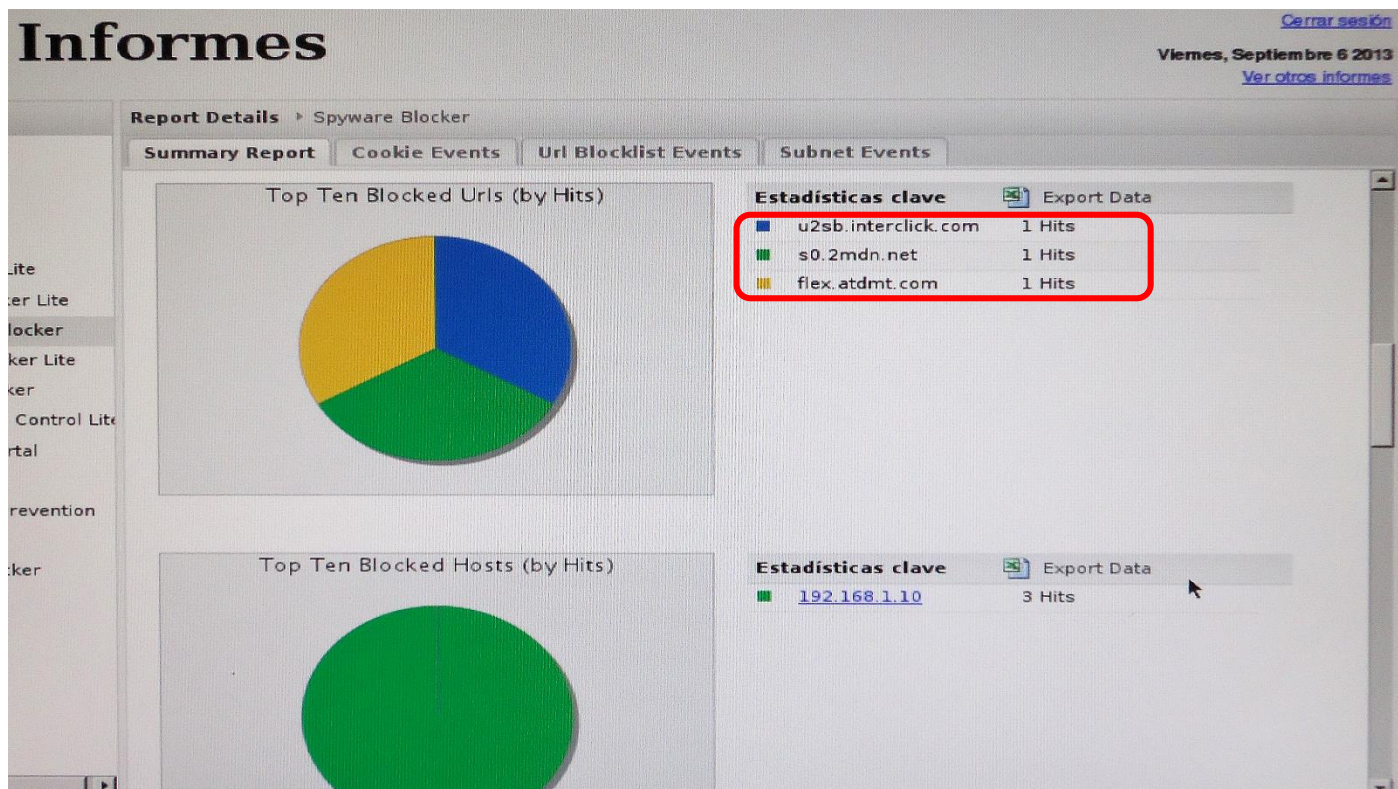 Informes
Cerrar sesión
Viernes, Septiembre 6 2013
Ver otros informes
Report Details Spyware Blocker
Summary Report Cookie Events Url Blocklist Events Subnet Events
Lite
ker Lite
locker
ker Lite
ker
Control Lite
rtal
revention
cker
Top Ten Blocked Urls (by Hits)
Estadísticas clave Export Data
u2sb.interclick.com 1 Hits
s0.2mdn.net 1 Hits
flex.atdmt.com 1 Hits
Top Ten Blocked Hosts (by Hits)
Estadísticas clave Export Data
192.168.1.10 3 Hits